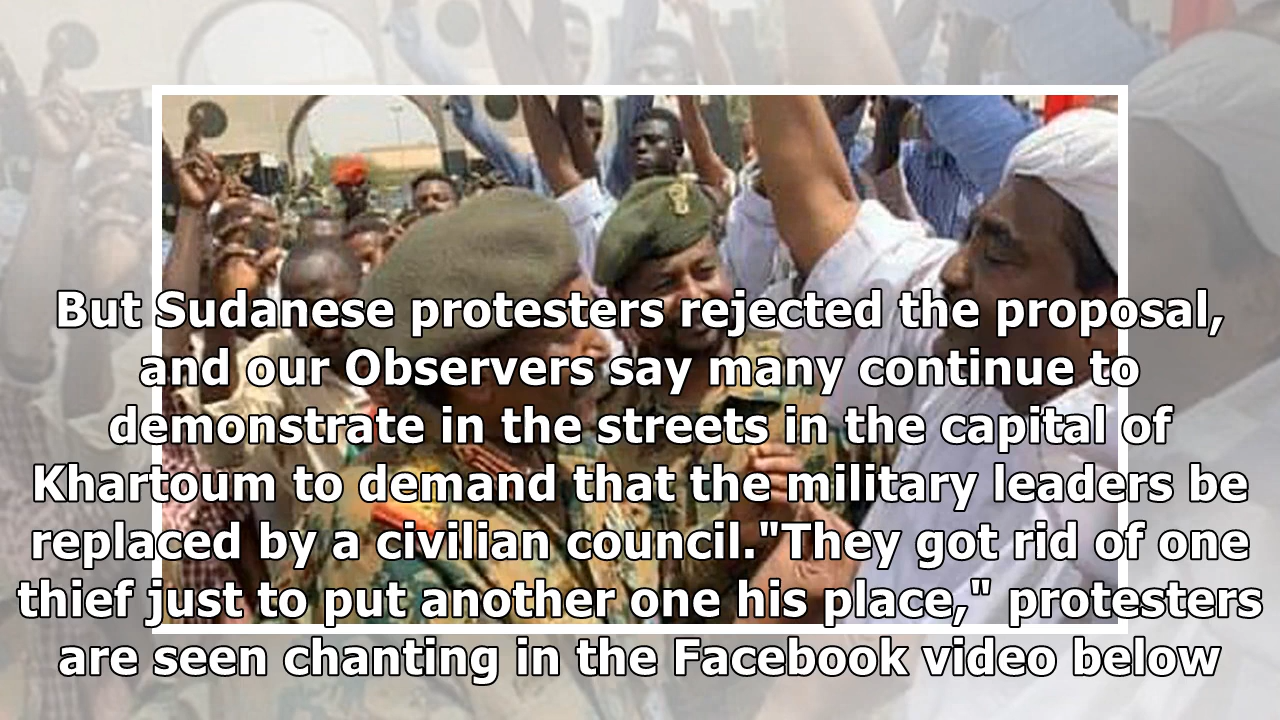 But Sudanese protesters rejected the proposal,
and our Observers say many continue to
demonstrate in the streets in the capital of
Khartoum to demand that the military leaders be
replaced by a civilian council."They got rid of one
thief just to put another one his place," protesters
are seen chanting in the Facebook video below